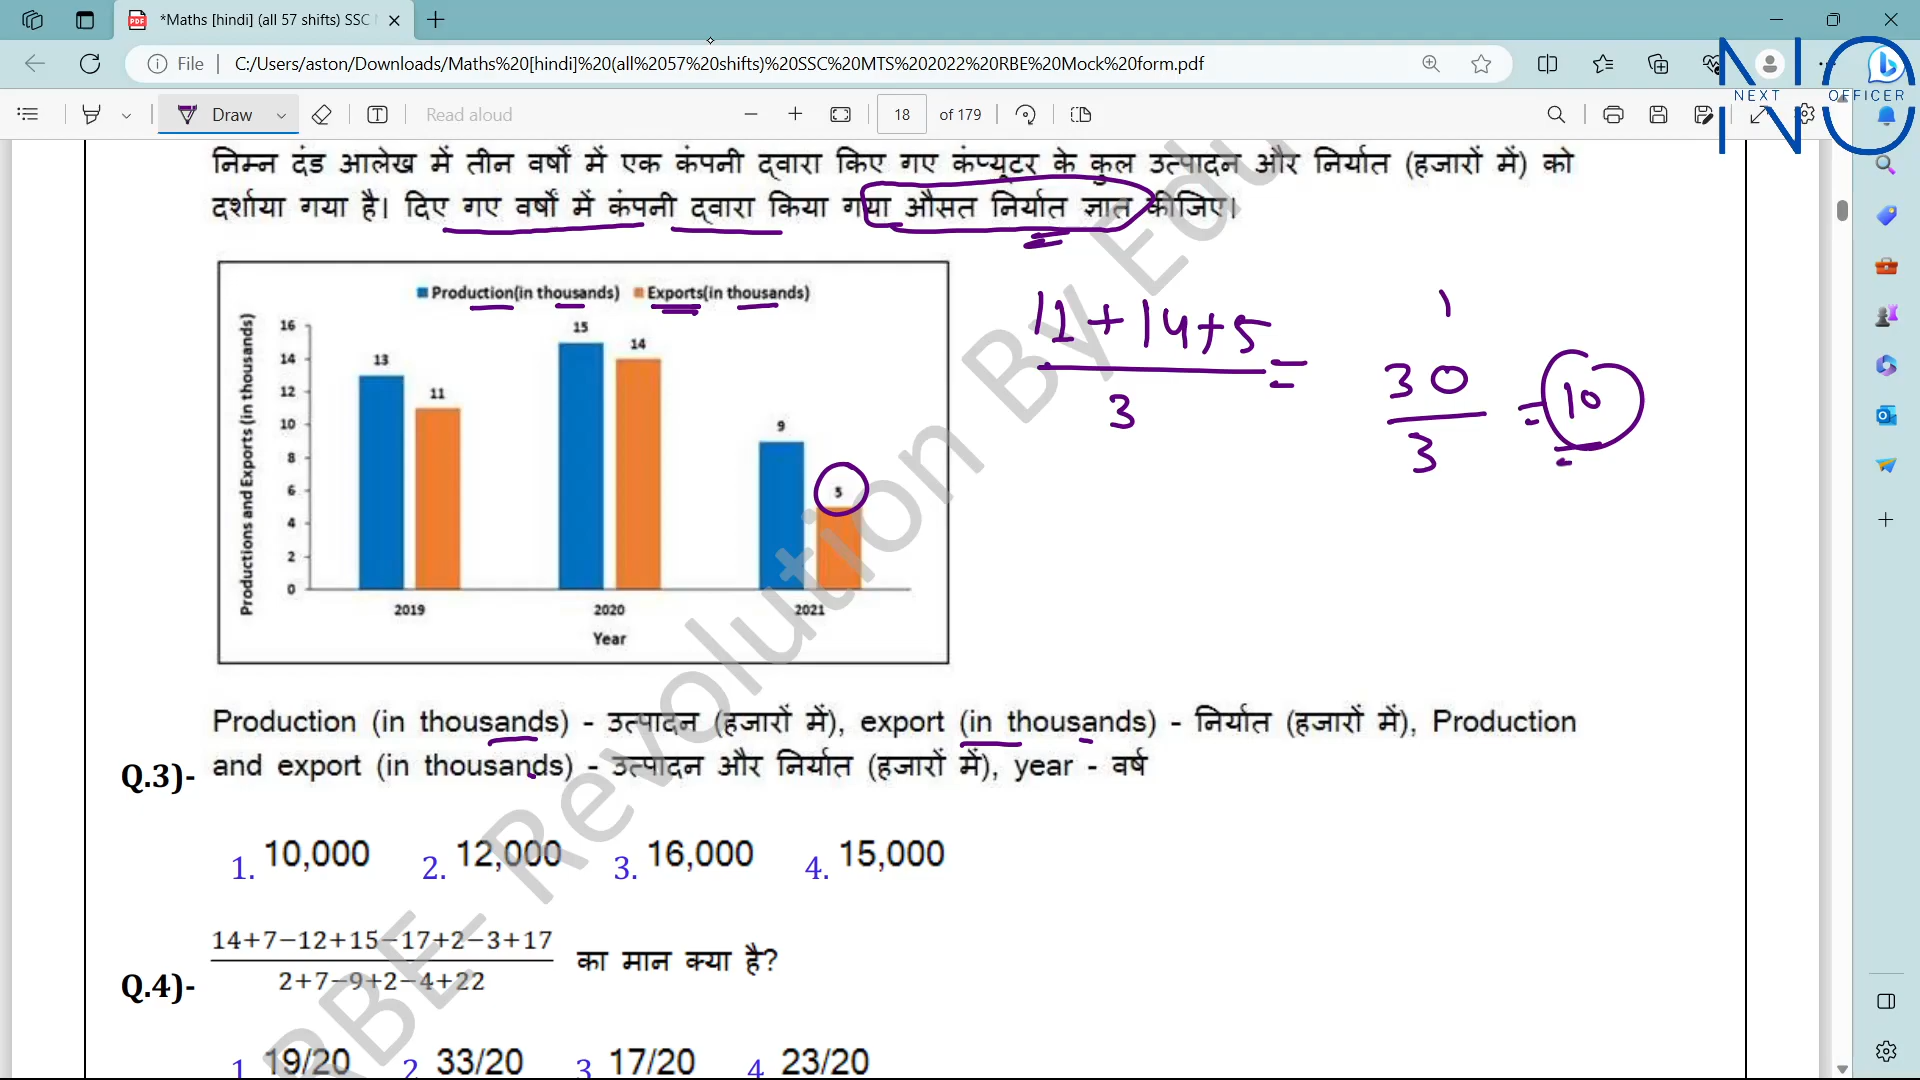 *Maths [hindi] (all 57 shifts) SSC
File
C:/Users/aston/Downloads/Maths%20[hindi]%20(all%2057%20shifts)%20SSC%20MTS%202022%20RBE%20Mock%20form.pdf
Draw
Read aloud
18 of 179
NEXT OFFICER
निम्न दंड आलेख में तीन वर्षों में एक कंपनी द्वारा किए गए कंप्यूटर के कुल उत्पादन और निर्यात (हजारों में) को
दर्शाया गया है। दिए गए वर्षों में कंपनी द्वारा किया गया औसत निर्यात ज्ञात कीजिए।
Production(in thousands) Exports(in thousands)
Productions and Exports (in thousands)
16
14
12
10
8
6
4
2
0
13
11
15
14
9
5
2019 2020 2021
Year
11+14+5
3
=
30
3
=
10
Production (in thousands) - उत्पादन (हजारों में), export (in thousands) - निर्यात (हजारों में), Production
Q.3)- and export (in thousands) - उत्पादन और निर्यात (हजारों में), year - वर्ष
1. 10,000 2. 12,000 3. 16,000 4. 15,000
14+7−12+15−17+2−3+17
Q.4)- का मान क्या है?
2+7−9+2−4+22
1 19/20 2 33/20 3 17/20 4 23/20
RBE- Revolution By Edu